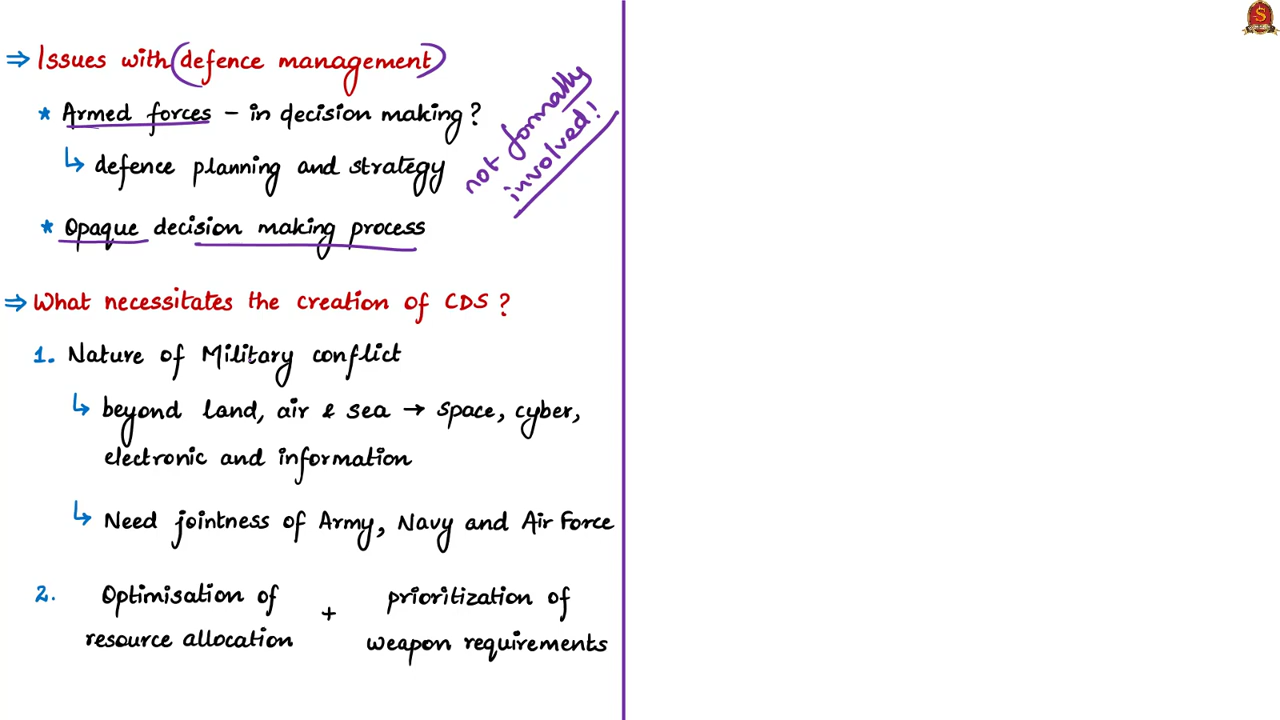 ⇒ Issues with (defence management)
* Armed forces – in decision making?
↳ defence planning and strategy
not formally
involved!
* Opaque decision making process
⇒ What necessitates the creation of CDS?
1. Nature of Military conflict
↳ beyond land, air & sea → space, cyber,
electronic and information
↳ Need jointness of Army, Navy and Air Force
2. Optimisation of + prioritization of
resource allocation weapon requirements